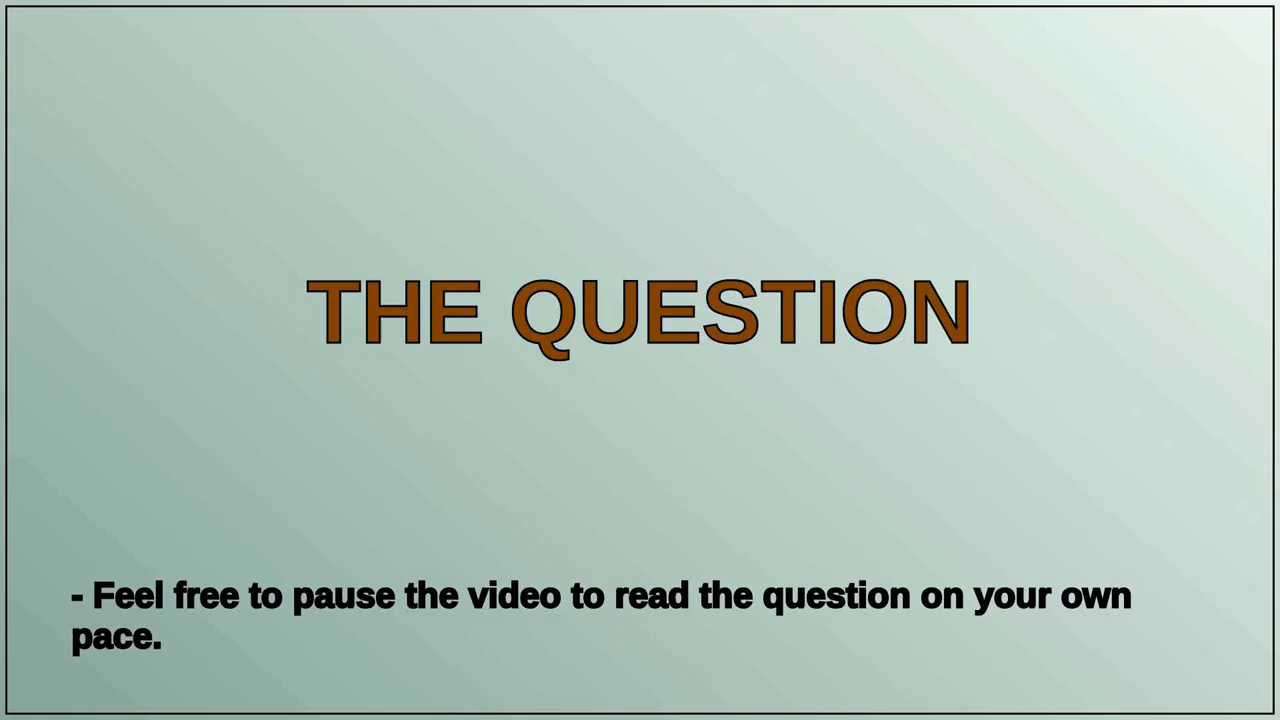 THE QUESTION
- Feel free to pause the video to read the question on your own
pace.